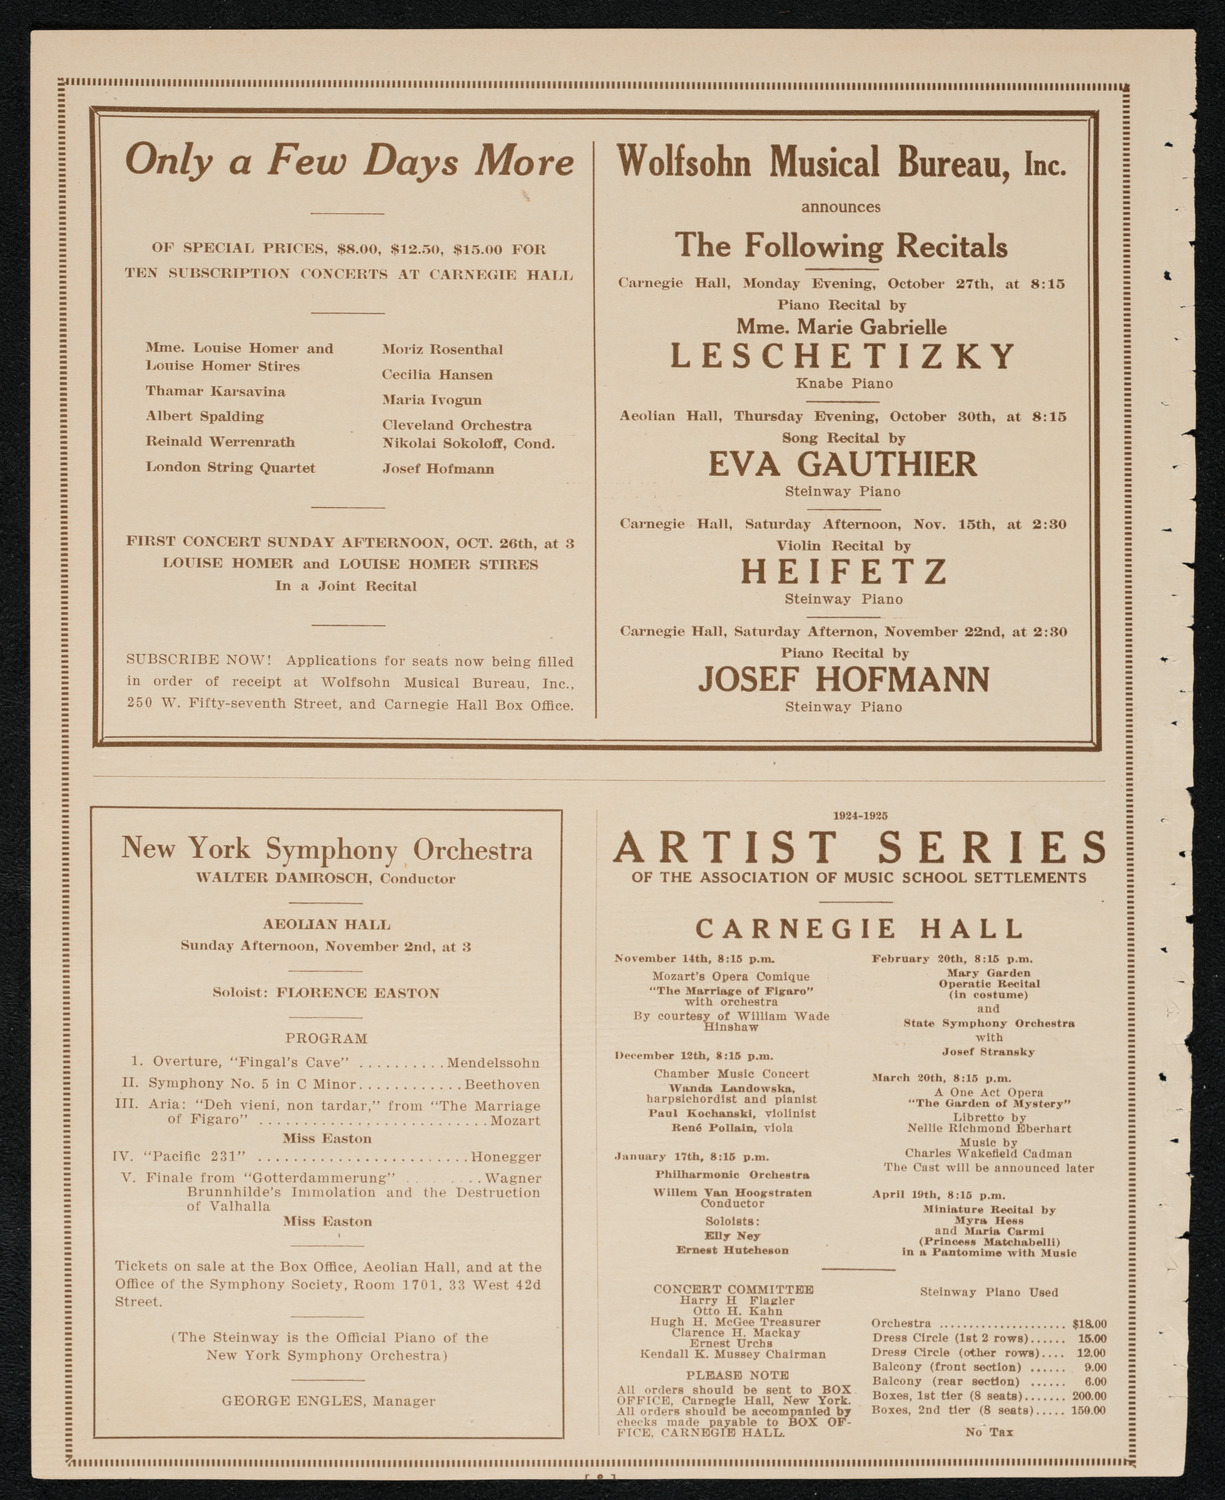 Only a Few Days More
OF SPECIAL PRICES, $8.00, $12.50, $15.00 FOR
TEN SUBSCRIPTION CONCERTS AT CARNEGIE HALL
Mme. Louise Homer and
Louise Homer Stires
Thamar Karsavina
Albert Spalding
Reinald Werrenrath
London String Quartet
Moriz Rosenthal
Cecilia Hansen
Maria Ivogun
Cleveland Orchestra
Nikolai Sokoloff, Cond.
Josef Hofmann
FIRST CONCERT SUNDAY AFTERNOON, OCT. 26th, at 3
LOUISE HOMER and LOUISE HOMER STIRES
In a Joint Recital
SUBSCRIBE NOW! Applications for seats now being filled
in order of receipt at Wolfsohn Musical Bureau, Inc.,
250 W. Fifty-seventh Street, and Carnegie Hall Box Office.
Wolfsohn Musical Bureau, Inc.
announces
The Following Recitals
Carnegie Hall, Monday Evening, October 27th, at 8:15
Piano Recital by
Mme. Marie Gabrielle
LESCHETIZKY
Knabe Piano
Aeolian Hall, Thursday Evening, October 30th, at 8:15
Song Recital by
EVA GAUTHIER
Steinway Piano
Carnegie Hall, Saturday Afternoon, Nov. 15th, at 2:30
Violin Recital by
HEIFETZ
Steinway Piano
Carnegie Hall, Saturday Afternon, November 22nd, at 2:30
Piano Recital by
JOSEF HOFMANN
Steinway Piano
New York Symphony Orchestra
WALTER DAMROSCH, Conductor
AEOLIAN HALL
Sunday Afternoon, November 2nd, at 3
Soloist: FLORENCE EASTON
PROGRAM
I. Overture, "Fingal's Cave" ..........Mendelssohn
II. Symphony No. 5 in C Minor............Beethoven
III. Aria: "Deh vieni, non tardar," from "The Marriage
of Figaro" ..........................Mozart
Miss Easton
IV. "Pacific 231" ........................Honegger
V. Finale from "Gotterdammerung" .... .. ..Wagner
Brunnhilde's Immolation and the Destruction
of Valhalla
Miss Easton
Tickets on sale at the Box Office, Aeolian Hall, and at the
Office of the Symphony Society, Room 1701, 33 West 42d
Street.
(The Steinway is the Official Piano of the
New York Symphony Orchestra)
GEORGE ENGLES, Manager
1924-1925
ARTIST SERIES
OF THE ASSOCIATION OF MUSIC SCHOOL SETTLEMENTS
CARNEGIE HALL
November 14th, 8:15 p.m.
Mozart's Opera Comique
"The Marriage of Figaro"
with orchestra
By courtesy of William Wade
Hinshaw
December 12th, 8:15 p.m.
Chamber Music Concert
Wanda Landowska,
harpsichordist and pianist
Paul Kochanski, violinist
René Pollain, viola
January 17th, 8:15 p.m.
Philharmonic Orchestra
Willem Van Hoogstraten
Conductor
Soloists:
Elly Ney
Ernest Hutcheson
February 20th, 8:15 p.m.
Mary Garden
Operatic Recital
(in costume)
and
State Symphony Orchestra
with
Josef Stransky
March 20th, 8:15 p.m.
A One Act Opera
"The Garden of Mystery"
Libretto by
Nellie Richmond Eberhart
Music by
Charles Wakefield Cadman
The Cast will be announced later
April 19th, 8:15 p.m.
Miniature Recital by
Myra Hess
and Maria Carmi
(Princess Matchabelli)
in a Pantomime with Music
CONCERT COMMITTEE
Harry H Flagler
Otto H. Kahn
Hugh H. McGee Treasurer
Clarence H. Mackay
Ernest Urchs
Kendall K. Mussey Chairman
PLEASE NOTE
All orders should be sent to BOX
OFFICE, Carnegie Hall, New York.
All orders should be accompanied by
checks made payable to BOX OF-
FICE, CARNEGIE HALL.
Steinway Piano Used
Orchestra ..................... $18.00
Dress Circle (1st 2 rows)...... 15.00
Dress Circle (other rows).... 12.00
Balcony (front section) ...... 9.00
Balcony (rear section) ...... 6.00
Boxes, 1st tier (8 seats)....... 200.00
Boxes, 2nd tier (8 seats)..... 150.00
No Tax